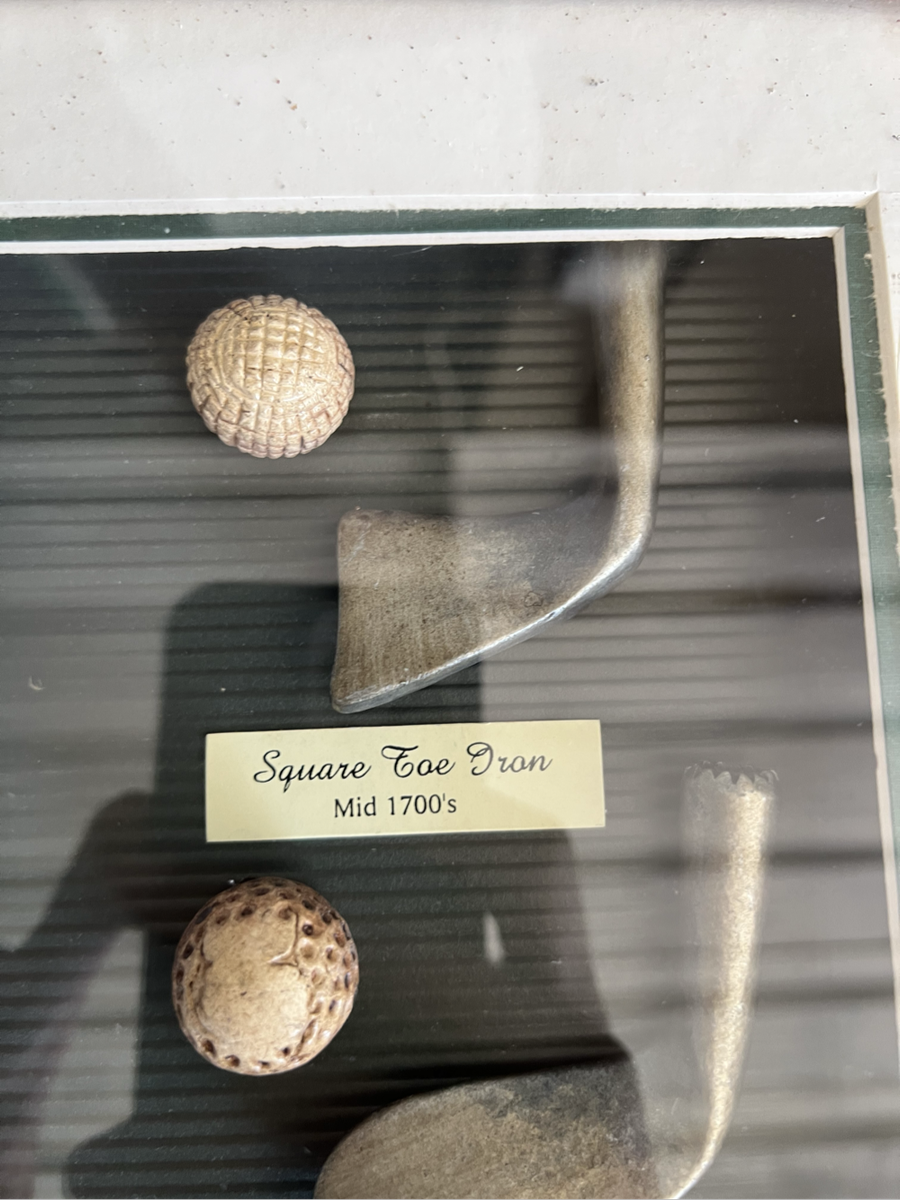 Square Toe Iron
Mid 1700's